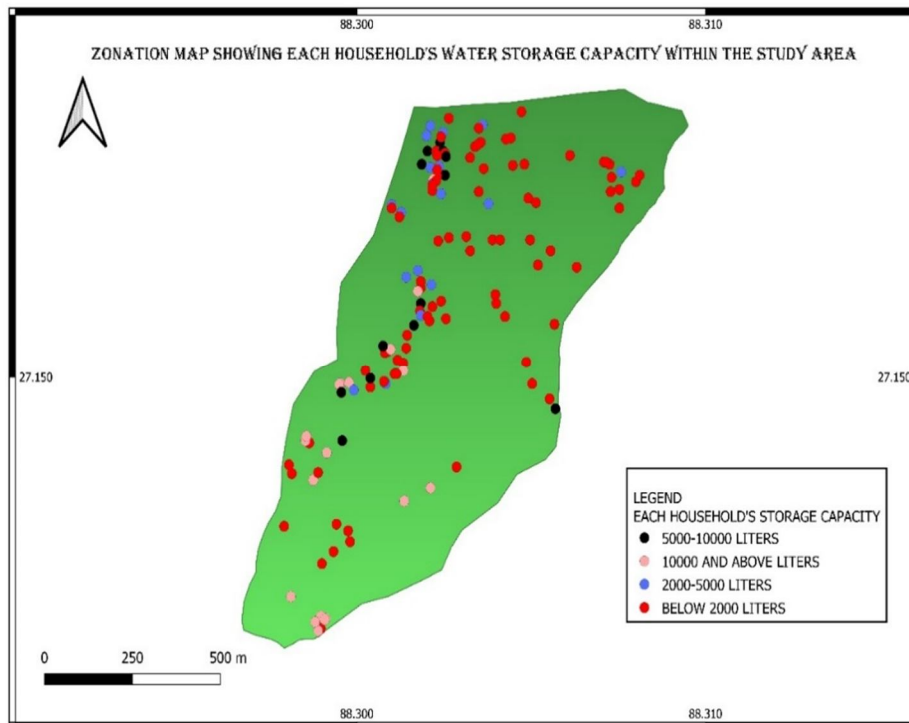 88.300 88.310
ZONATION MAP SHOWING EACH HOUSEHOLD'S WATER STORAGE CAPACITY WITHIN THE STUDY AREA
27.150 27.150
LEGEND
EACH HOUSEHOLD'S STORAGE CAPACITY
5000-10000 LITERS
10000 AND ABOVE LITERS
2000-5000 LITERS
BELOW 2000 LITERS
0 250 500 m
88.300 88.310